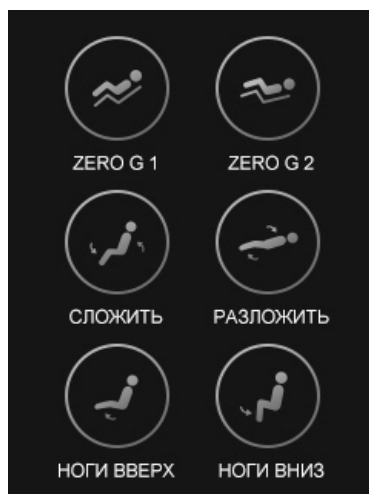 ZERO G 1
ZERO G 2
СЛОЖИТЬ
РАЗЛОЖИТЬ
НОГИ ВВЕРХ
НОГИ ВНИЗ